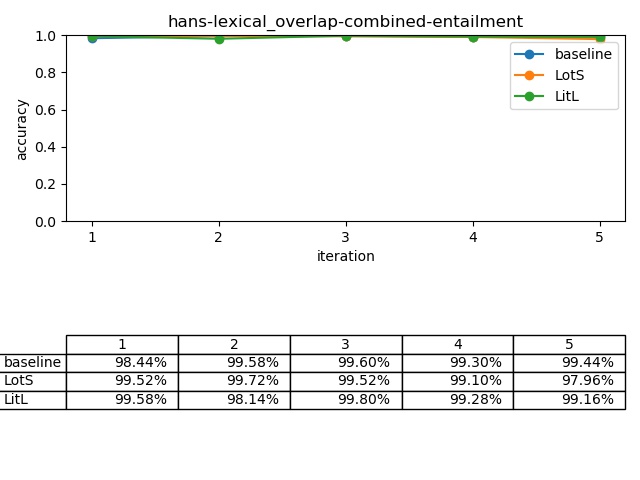 hans-lexical_overlap-combined-entailment
1.0
0.8
0.6
0.4
0.2
0.0
accuracy
baseline
LotS
LitL
1 2 3 4 5
iteration
1 2 3 4 5
baseline 98.44% 99.58% 99.60% 99.30% 99.44%
LotS 99.52% 99.72% 99.52% 99.10% 97.96%
LitL 99.58% 98.14% 99.80% 99.28% 99.16%